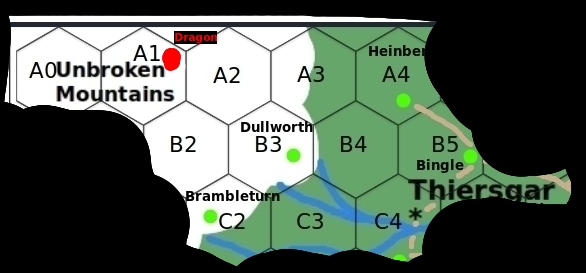 Dragon
A0 A1 A2 A3 A4
Heinber
Unbroken
Mountains
B2 B3 B4 B5
Dullworth
Bingle
Brambleturn
Thiersgar
*
C2 C3 C4